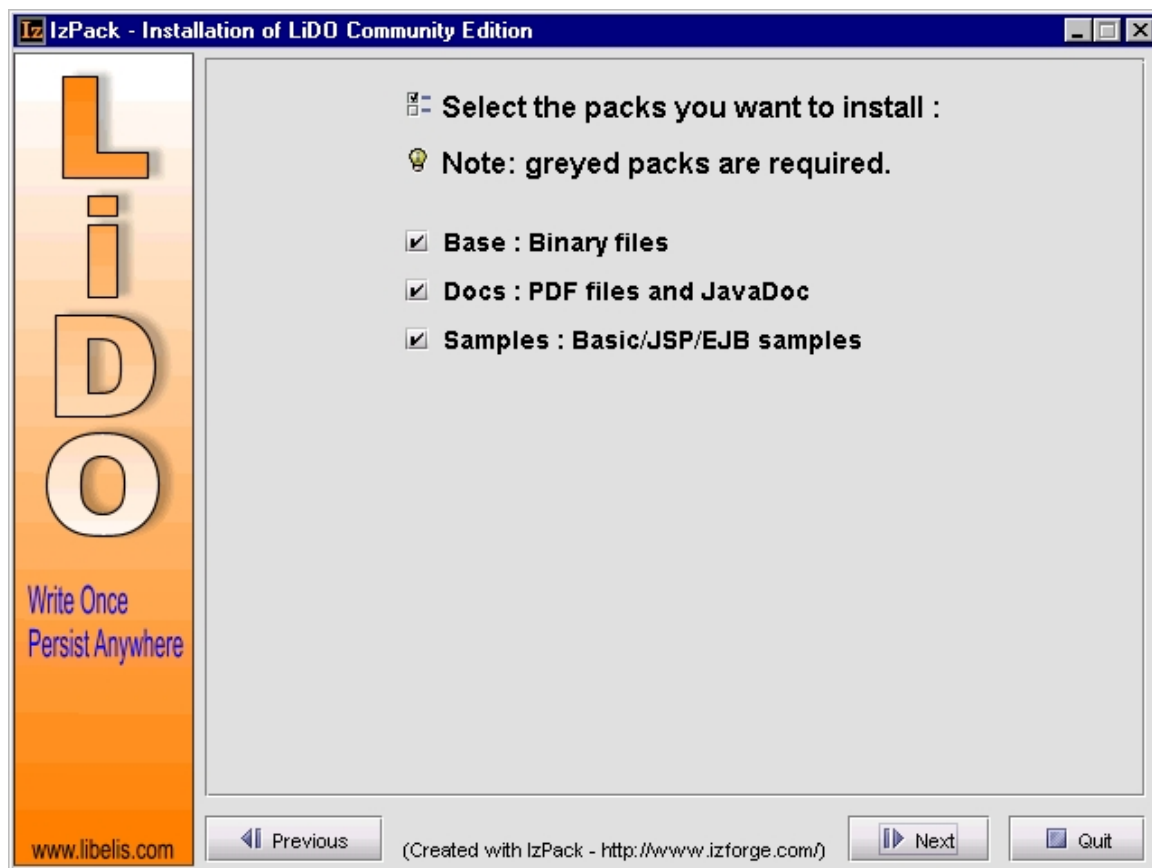 Iz IzPack - Installation of LiDO Community Edition
LiDO
Write Once
Persist Anywhere
www.libelis.com
Select the packs you want to install :
Note: greyed packs are required.
Base : Binary files
Docs : PDF files and JavaDoc
Samples : Basic/JSP/EJB samples
Previous
(Created with IzPack - http://www.izforge.com/)
Next
Quit